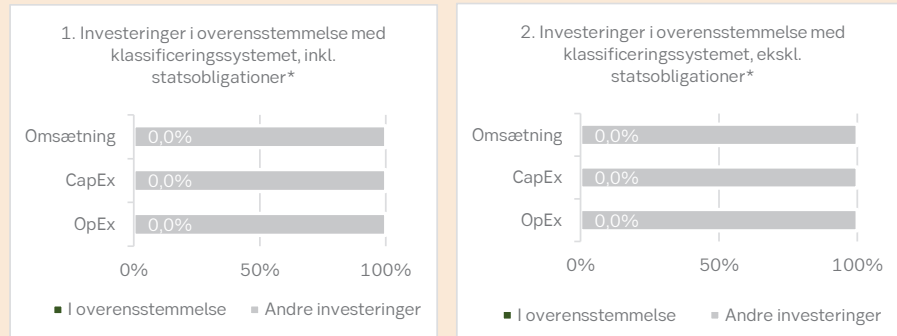 1. Investeringer i overensstemmelse med
klassificeringssystemet, inkl.
statsobligationer*
Omsætning 0,0%
CapEx 0,0%
OpEx 0,0%
0% 50% 100%
I overensstemmelse Andre investeringer
2. Investeringer i overensstemmelse med
klassificeringssystemet, ekskl.
statsobligationer*
Omsætning 0,0%
CapEx 0,0%
OpEx 0,0%
0% 50% 100%
I overensstemmelse Andre investeringer